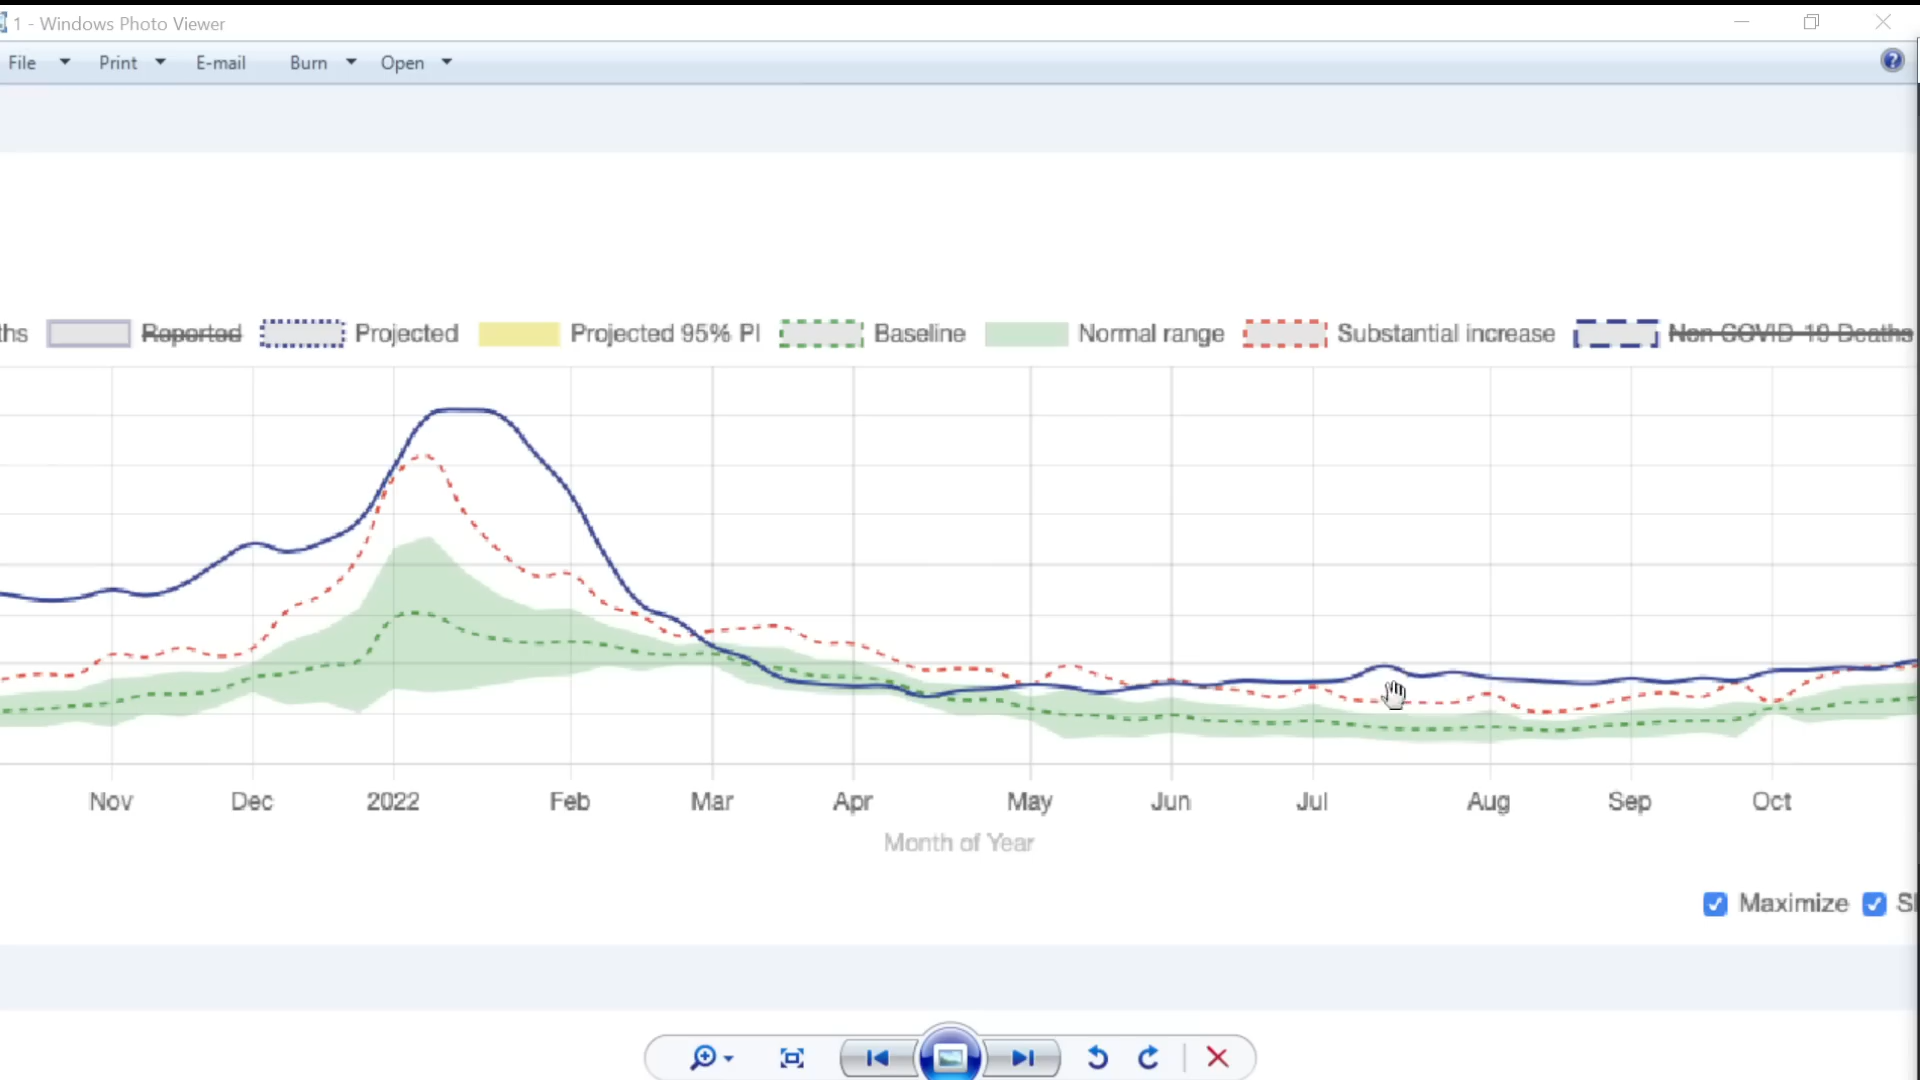 1 - Windows Photo Viewer
File Print E-mail Burn Open
ths Reported Projected Projected 95% PI Baseline Normal range Substantial increase Non-COVID-19 Deaths
Nov Dec 2022 Feb Mar Apr May Jun Jul Aug Sep Oct
Month of Year
Maximize